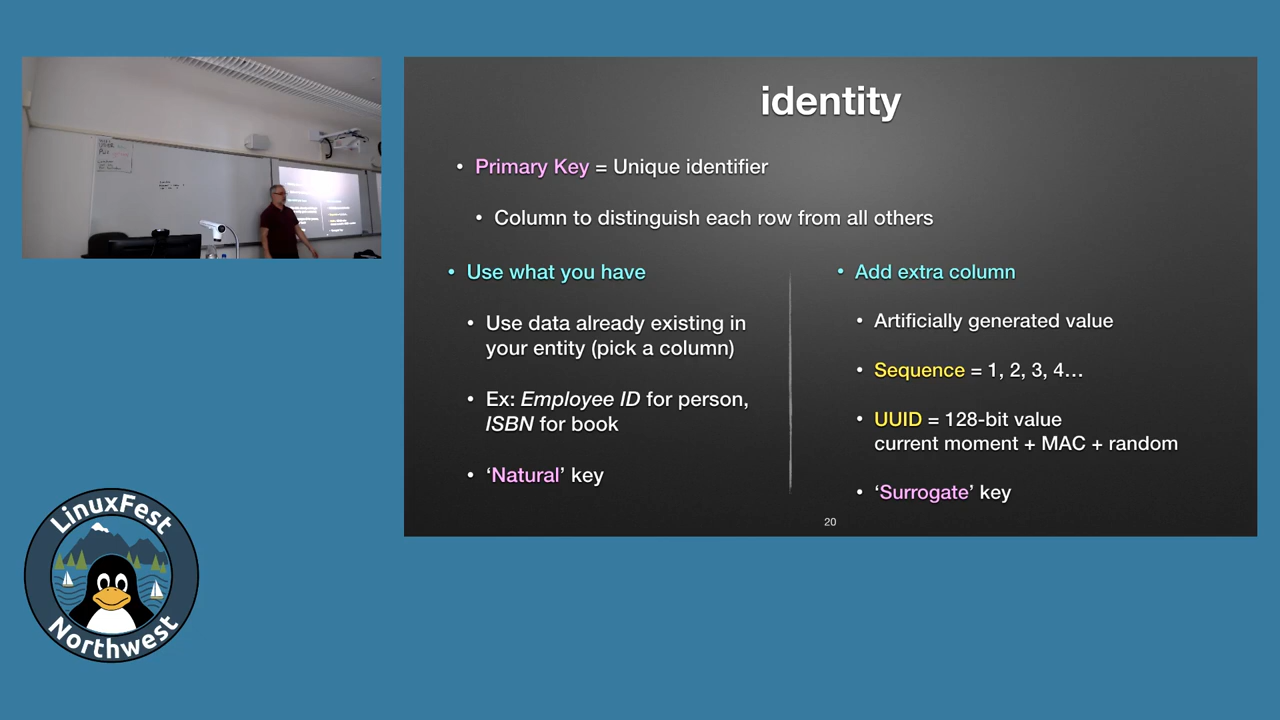 identity
• Primary Key = Unique identifier
• Column to distinguish each row from all others
• Use what you have
• Use data already existing in
your entity (pick a column)
• Ex: Employee ID for person,
ISBN for book
• ‘Natural’ key
• Add extra column
• Artificially generated value
• Sequence = 1, 2, 3, 4…
• UUID = 128-bit value
current moment + MAC + random
• ‘Surrogate’ key
20
LinuxFest
Northwest